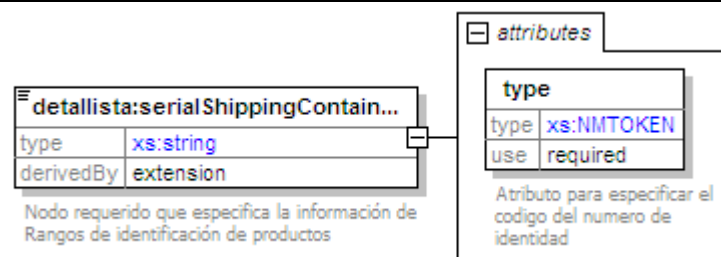 attributes
detallista:serialShippingContain...
type xs:string
derivedBy extension
Nodo requerido que especifica la información de
Rangos de identificación de productos
type
type xs:NMTOKEN
use required
Atributo para especificar el
codigo del numero de
identidad